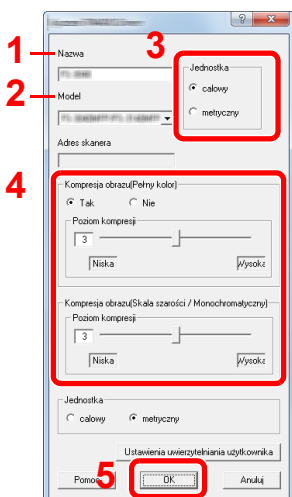 1
Nazwa
3
Jednostka
calowy
metryczny
2
Model
Adres skanera
4
Kompresja obrazu(Pełny kolor)
Tak
Nie
Poziom kompresji
3
Niska
Wysoka
Kompresja obrazu(Skala szarości / Monochromatyczny)
Poziom kompresji
3
Niska
Wysoka
Jednostka
calowy
metryczny
Ustawienia uwierzytelniania użytkownika
Pomoc
5
OK
Anuluj